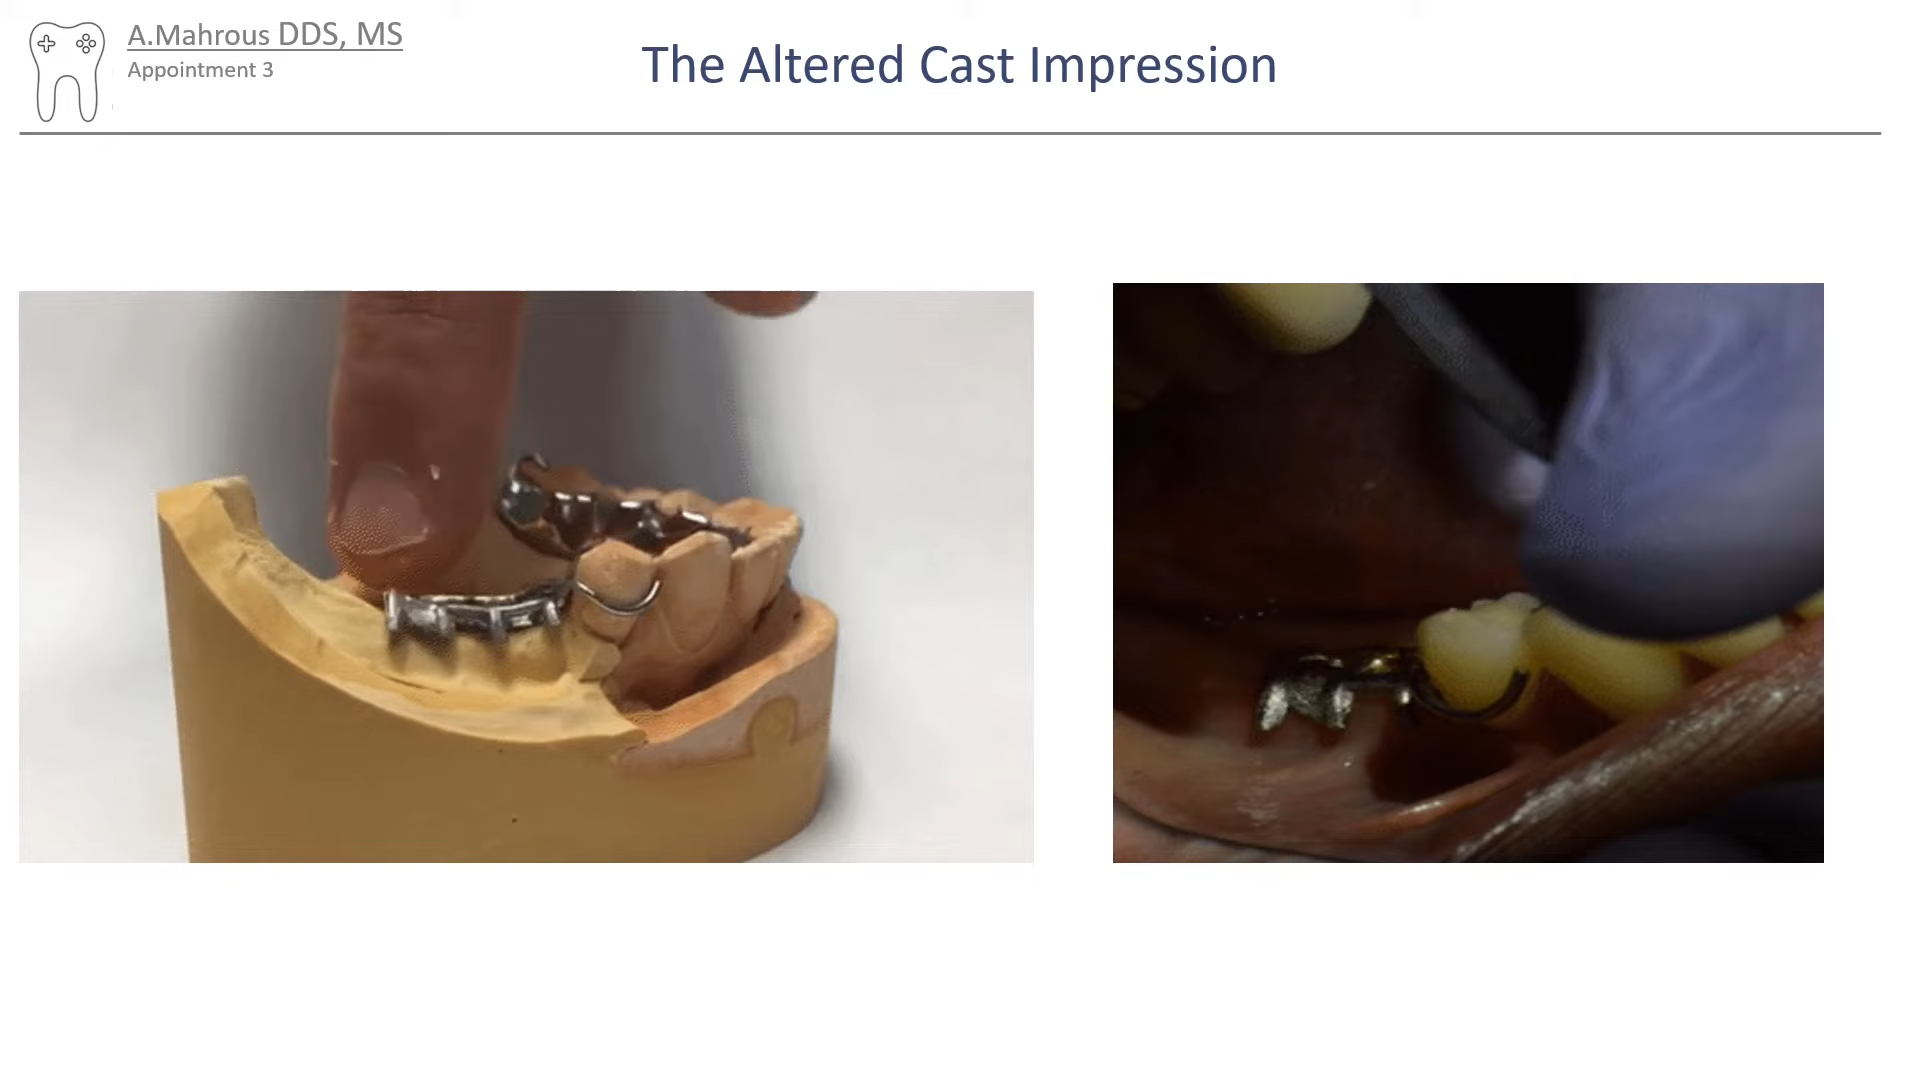 A.Mahrous DDS, MS
Appointment 3
The Altered Cast Impression